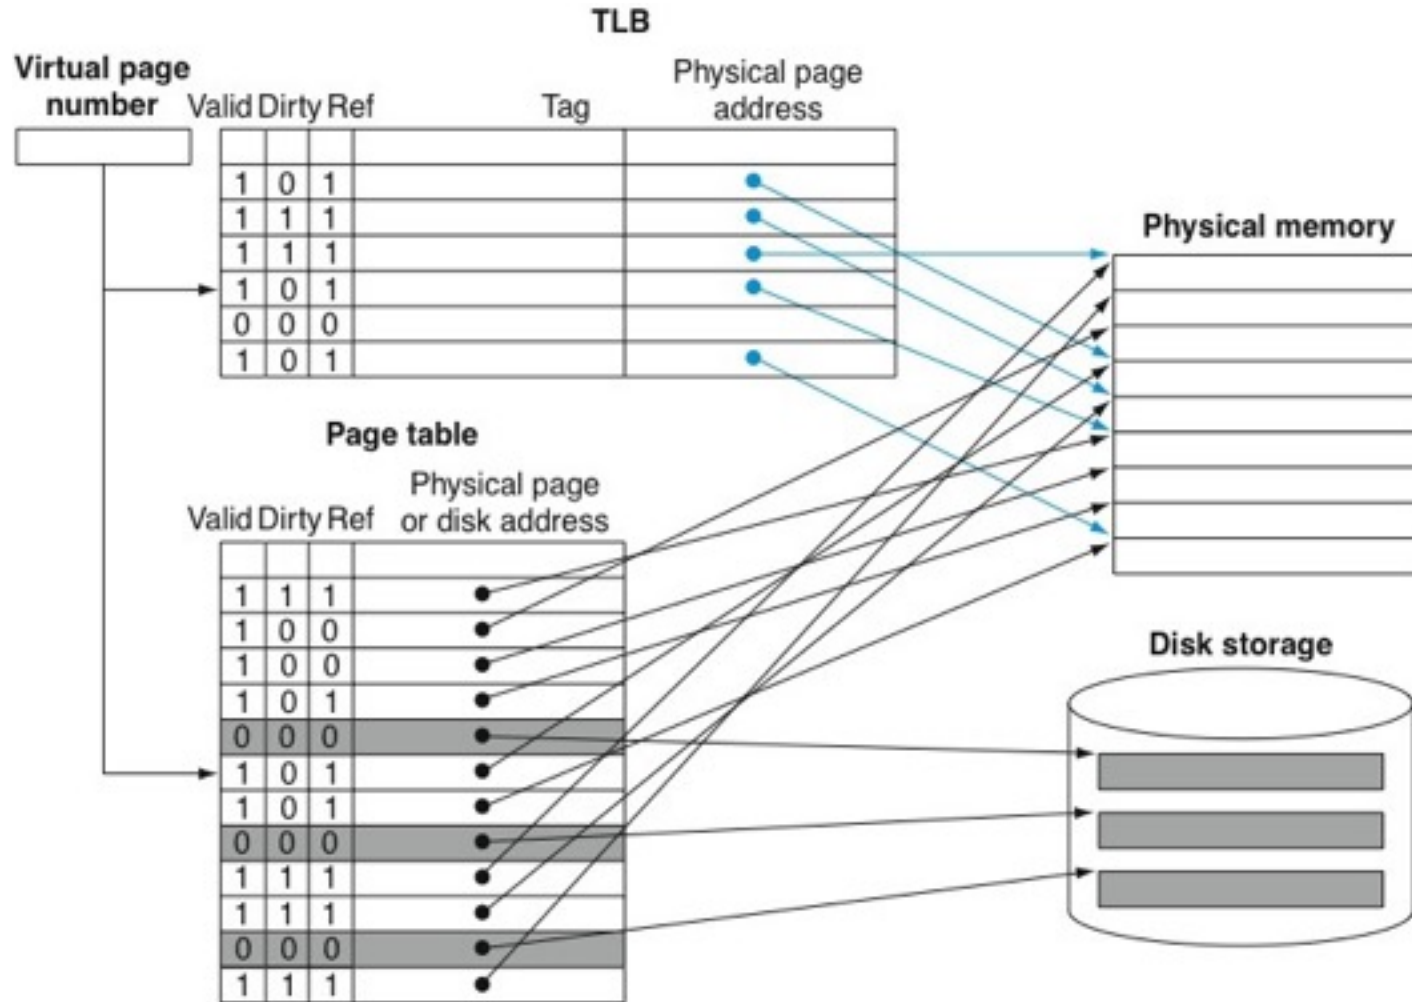 TLB
Virtual page
number
Valid Dirty Ref
Tag
Physical page
address
1 0 1
1 1 1
1 1 1
1 0 1
0 0 0
1 0 1
Physical memory
Page table
Physical page
or disk address
Valid Dirty Ref
1 1 1
1 0 0
1 0 0
1 0 1
0 0 0
1 0 1
1 0 1
0 0 0
1 1 1
1 1 1
0 0 0
1 1 1
Disk storage